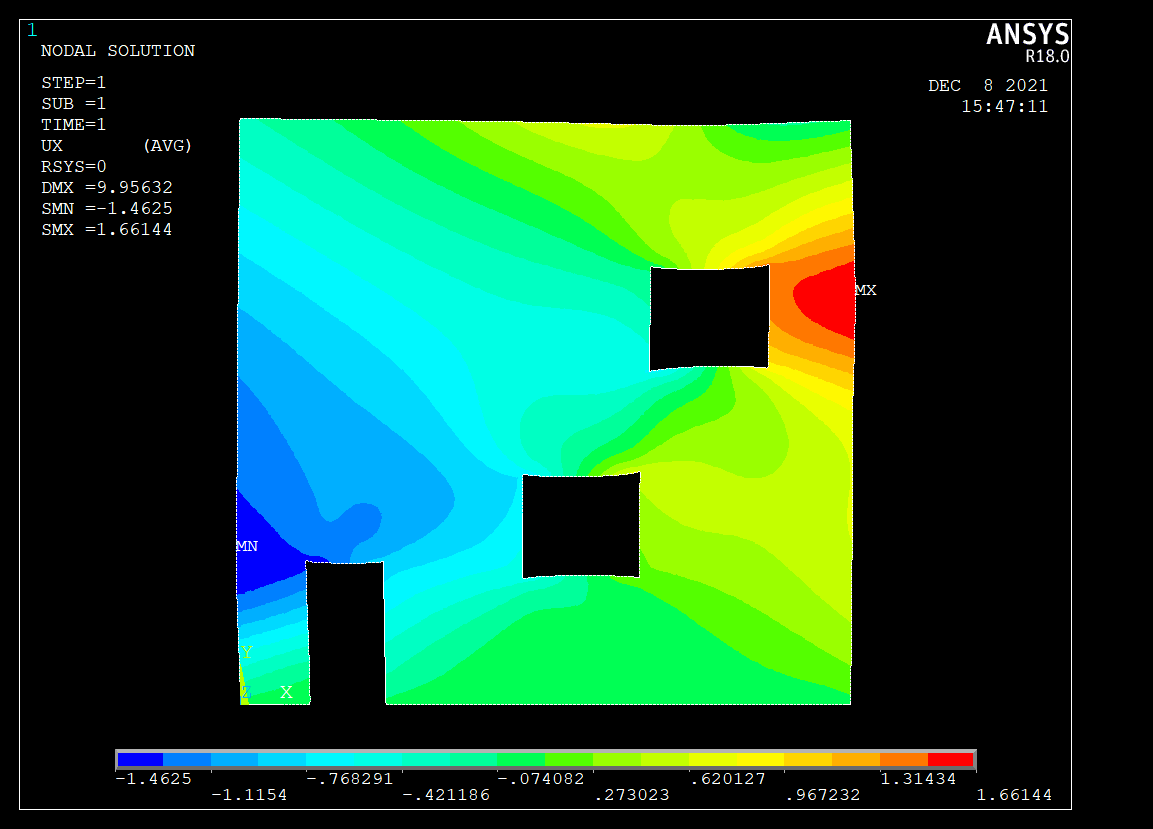 1
ANSYS
R18.0
NODAL SOLUTION
DEC 8 2021
15:47:11
STEP=1
SUB =1
TIME=1
UX (AVG)
RSYS=0
DMX =9.95632
SMN =-1.4625
SMX =1.66144
MX
MN
Y
Z X
-1.4625 -.768291 -.074082 .620127 1.31434
-1.1154 -.421186 .273023 .967232 1.66144